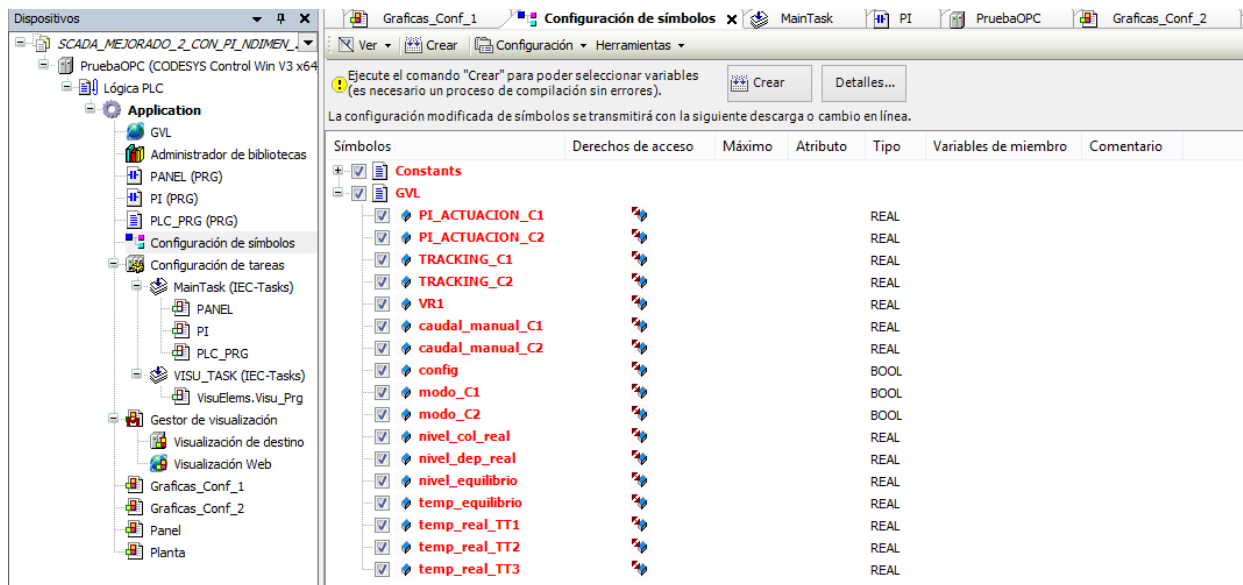 Dispositivos
SCADA_MEJORADO_2_CON_PI_NDIMEN_.
PruebaOPC (CODESYS Control Win V3 x64
Lógica PLC
Application
GVL
Administrador de bibliotecas
PANEL (PRG)
PI (PRG)
PLC_PRG (PRG)
Configuración de símbolos
Configuración de tareas
MainTask (IEC-Tasks)
PANEL
PI
PLC_PRG
VISU_TASK (IEC-Tasks)
VisuElems.Visu_Prg
Gestor de visualización
Visualización de destino
Visualización Web
Graficas_Conf_1
Graficas_Conf_2
Panel
Planta
Graficas_Conf_1 Configuración de símbolos MainTask PI PruebaOPC Graficas_Conf_2
Ver Crear Configuración Herramientas
Ejecute el comando "Crear" para poder seleccionar variables
(es necesario un proceso de compilación sin errores).
Crear Detalles...
La configuración modificada de símbolos se transmitirá con la siguiente descarga o cambio en línea.
Símbolos Derechos de acceso Máximo Atributo Tipo Variables de miembro Comentario
Constants
GVL
PI_ACTUACION_C1 REAL
PI_ACTUACION_C2 REAL
TRACKING_C1 REAL
TRACKING_C2 REAL
VR1 REAL
caudal_manual_C1 REAL
caudal_manual_C2 REAL
config BOOL
modo_C1 BOOL
modo_C2 BOOL
nivel_col_real REAL
nivel_dep_real REAL
nivel_equilibrio REAL
temp_equilibrio REAL
temp_real_TT1 REAL
temp_real_TT2 REAL
temp_real_TT3 REAL